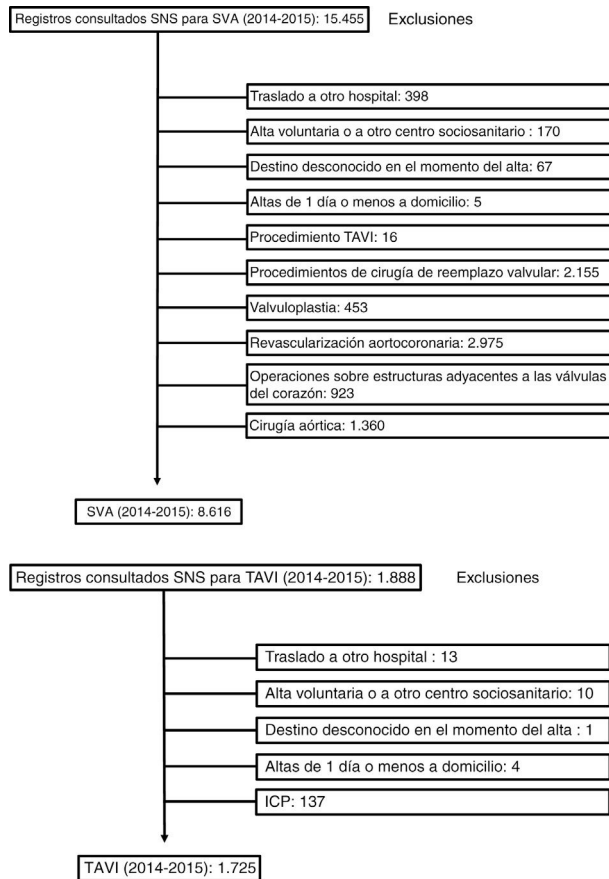 Registros consultados SNS para SVA (2014-2015): 15.455
Exclusiones
Traslado a otro hospital: 398
Alta voluntaria o a otro centro sociosanitario : 170
Destino desconocido en el momento del alta: 67
Altas de 1 día o menos a domicilio: 5
Procedimiento TAVI: 16
Procedimientos de cirugía de reemplazo valvular: 2.155
Valvuloplastia: 453
Revascularización aortocoronaria: 2.975
Operaciones sobre estructuras adyacentes a las válvulas
del corazón: 923
Cirugía aórtica: 1.360
SVA (2014-2015): 8.616
Registros consultados SNS para TAVI (2014-2015): 1.888
Exclusiones
Traslado a otro hospital : 13
Alta voluntaria o a otro centro sociosanitario: 10
Destino desconocido en el momento del alta : 1
Altas de 1 día o menos a domicilio: 4
ICP: 137
TAVI (2014-2015): 1.725